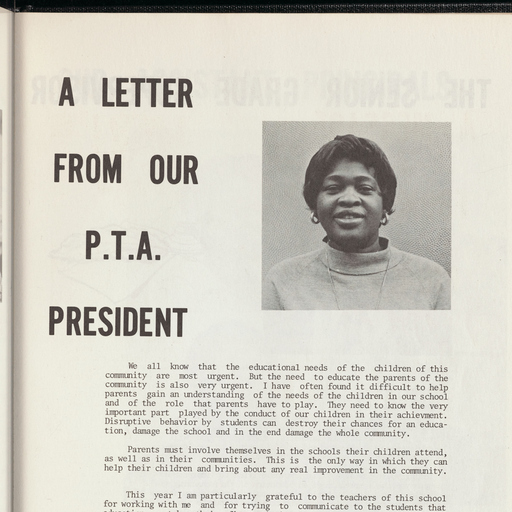 A LETTER
FROM OUR
P.T.A.
PRESIDENT
We all know that the educational needs of the children of this
community are most urgent. But the need to educate the parents of the
community is also very urgent. I have often found it difficult to help
parents gain an understanding of the needs of the children in our school
and of the role that parents have to play. They need to know the very
important part played by the conduct of our children in their achievment.
Disruptive behavior by students can destroy their chances for an educa-
tion, damage the school and in the end damage the whole community.
Parents must involve themselves in the schools their children attend,
as well as in their communities. This is the only way in which they can
help their children and bring about any real improvement in the community.
This year I am particularly grateful to the teachers of this school
for working with me and for trying to communicate to the students that